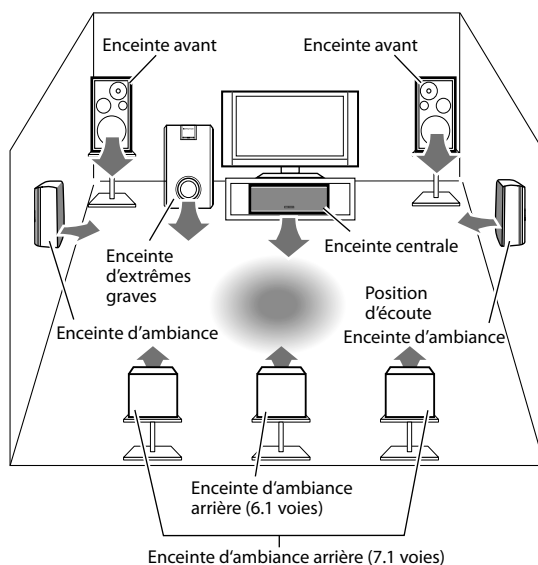 Enceinte avant
Enceinte avant
Enceinte
d'extrêmes
graves
Enceinte centrale
Enceinte d'ambiance
Position
d'écoute
Enceinte d'ambiance
Enceinte d'ambiance
arrière (6.1 voies)
Enceinte d'ambiance arrière (7.1 voies)